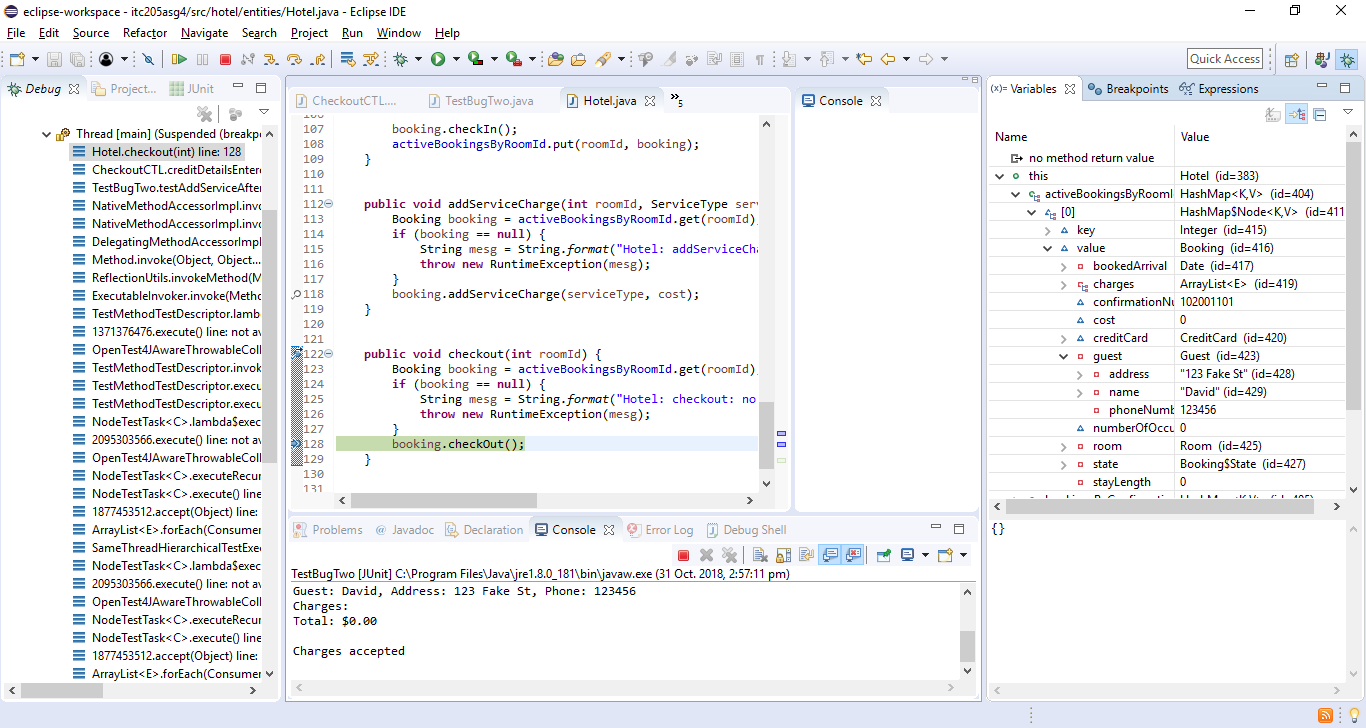 eclipse-workspace - itc205asg4/src/hotel/entities/Hotel.java - Eclipse IDE
File Edit Source Refactor Navigate Search Project Run Window Help
Quick Access
Debug Project... JUnit
Thread [main] (Suspended (breakp
Hotel.checkout(int) line: 128
CheckoutCTL.creditDetailsEntere
TestBugTwo.testAddServiceAfter
NativeMethodAccessorImpl.invo
NativeMethodAccessorImpl.invo
DelegatingMethodAccessorImpl
Method.invoke(Object, Object...
ReflectionUtils.invokeMethod(M
ExecutableInvoker.invoke(Metho
TestMethodTestDescriptor.lamb
1371376476.execute() line: not av
OpenTest4JAwareThrowableColl
TestMethodTestDescriptor.invok
TestMethodTestDescriptor.execu
TestMethodTestDescriptor.execu
NodeTestTask<C>.lambda$exec
2095303566.execute() line: not av
OpenTest4JAwareThrowableColl
NodeTestTask<C>.executeRecur
NodeTestTask<C>.execute() line
1877453512.accept(Object) line:
ArrayList<E>.forEach(Consumer
SameThreadHierarchicalTestExec
NodeTestTask<C>.lambda$exec
2095303566.execute() line: not av
OpenTest4JAwareThrowableColl
NodeTestTask<C>.executeRecur
NodeTestTask<C>.execute() line
1877453512.accept(Object) line:
ArrayList<E>.forEach(Consumer
CheckoutCTL.... TestBugTwo.java Hotel.java »5
107 booking.checkIn();
108 activeBookingsByRoomId.put(roomId, booking);
109 }
110
111
112 public void addServiceCharge(int roomId, ServiceType ser
113 Booking booking = activeBookingsByRoomId.get(roomId)
114 if (booking == null) {
115 String mesg = String.format("Hotel: addServiceCha
116 throw new RuntimeException(mesg);
117 }
118 booking.addServiceCharge(serviceType, cost);
119 }
120
121
122 public void checkout(int roomId) {
123 Booking booking = activeBookingsByRoomId.get(roomId)
124 if (booking == null) {
125 String mesg = String.format("Hotel: checkout: no
126 throw new RuntimeException(mesg);
127 }
128 booking.checkOut();
129 }
130
131
Console
Problems Javadoc Declaration Console Error Log Debug Shell
TestBugTwo [JUnit] C:\Program Files\Java\jre1.8.0_181\bin\javaw.exe (31 Oct. 2018, 2:57:11 pm)
Guest: David, Address: 123 Fake St, Phone: 123456
Charges:
Total: $0.00
Charges accepted
(x)= Variables Breakpoints Expressions
Name Value
no method return value
this Hotel (id=383)
activeBookingsByRoomI HashMap<K,V> (id=404)
[0] HashMap$Node<K,V> (id=411
key Integer (id=415)
value Booking (id=416)
bookedArrival Date (id=417)
charges ArrayList<E> (id=419)
confirmationNu 102001101
cost 0
creditCard CreditCard (id=420)
guest Guest (id=423)
address "123 Fake St" (id=428)
name "David" (id=429)
phoneNumb 123456
numberOfOccu 0
room Room (id=425)
state Booking$State (id=427)
stayLength 0
{}